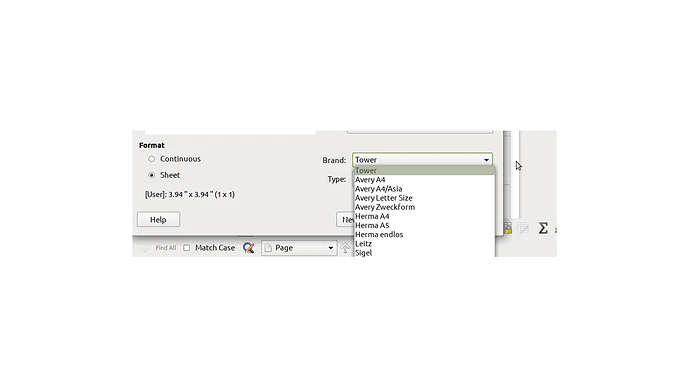 Format
Continuous
Brand: Tower
Sheet
Type:
[User]: 3.94 " x 3.94 " (1 x 1)
Tower
Avery A4
Avery A4/Asia
Avery Letter Size
Avery Zweckform
Herma A4
Herma A5
Herma endlos
Leitz
Sigel
Help
Find All
Match Case
Page
Σ